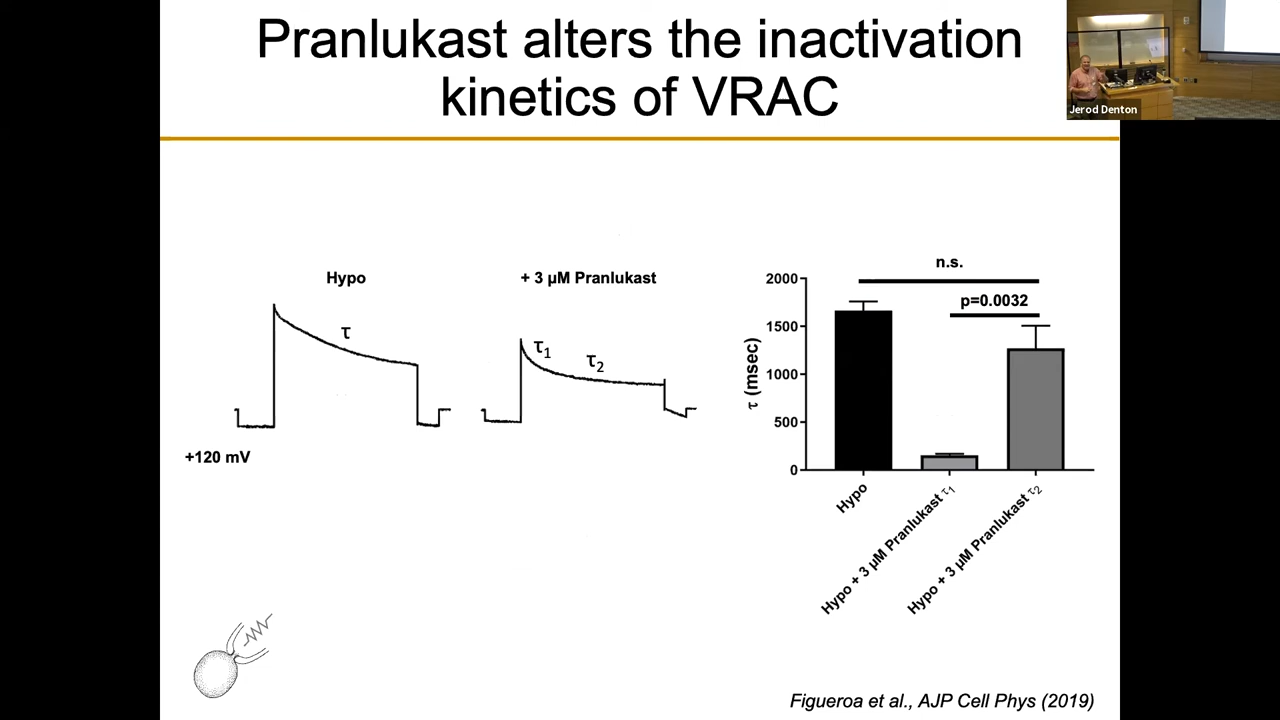 Pranlukast alters the inactivation
kinetics of VRAC
Jerod Denton
Hypo
+ 3 µM Pranlukast
τ
τ1
τ2
+120 mV
n.s.
p=0.0032
2000
1500
1000
500
0
τ (msec)
Hypo
Hypo + 3 µM Pranlukast τ1
Hypo + 3 µM Pranlukast τ2
Figueroa et al., AJP Cell Phys (2019)